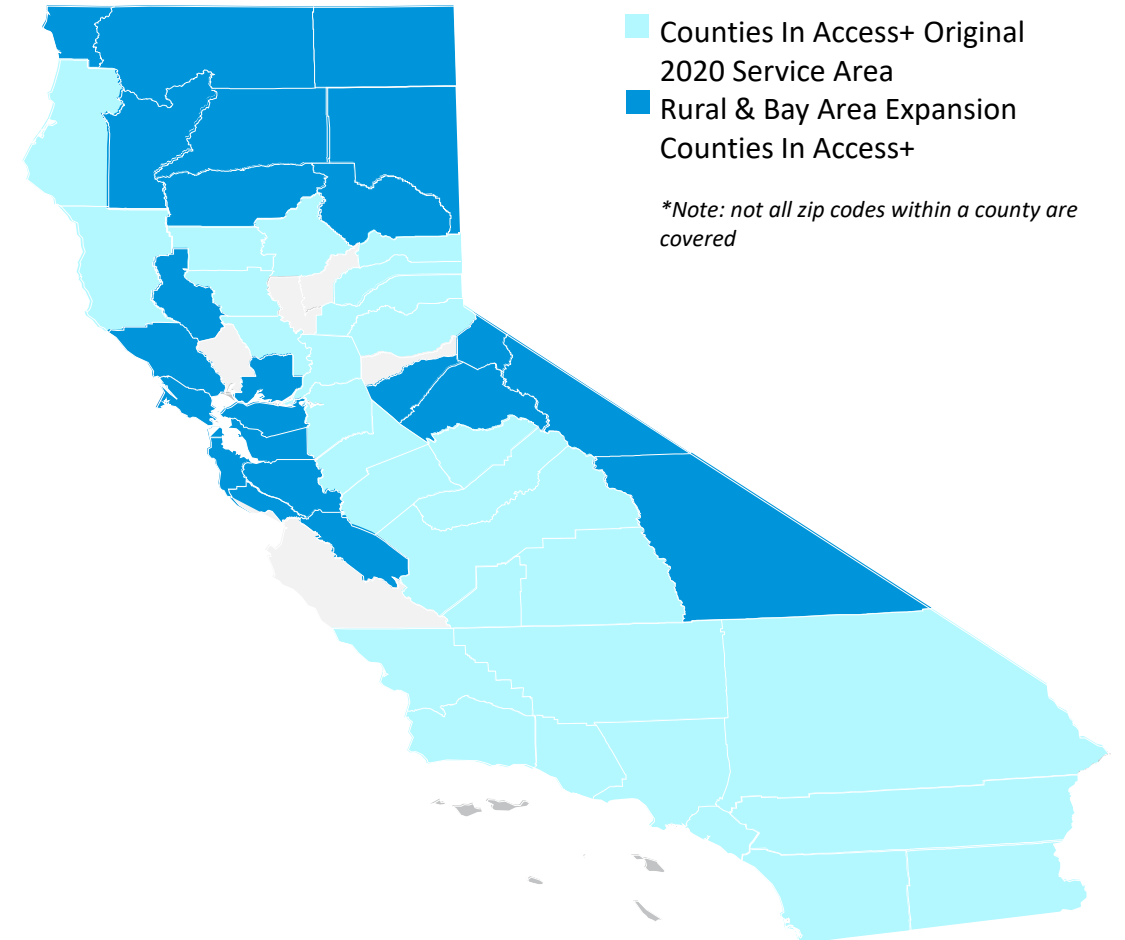 Counties In Access+ Original
2020 Service Area
Rural & Bay Area Expansion
Counties In Access+
*Note: not all zip codes within a county are
covered